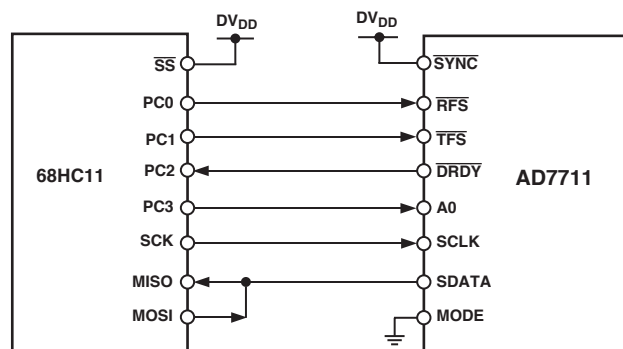 DVDD DVDD
SS SYNC
PC0 RFS
PC1 TFS
68HC11 PC2 DRDY AD7711
PC3 A0
SCK SCLK
MISO SDATA
MOSI MODE